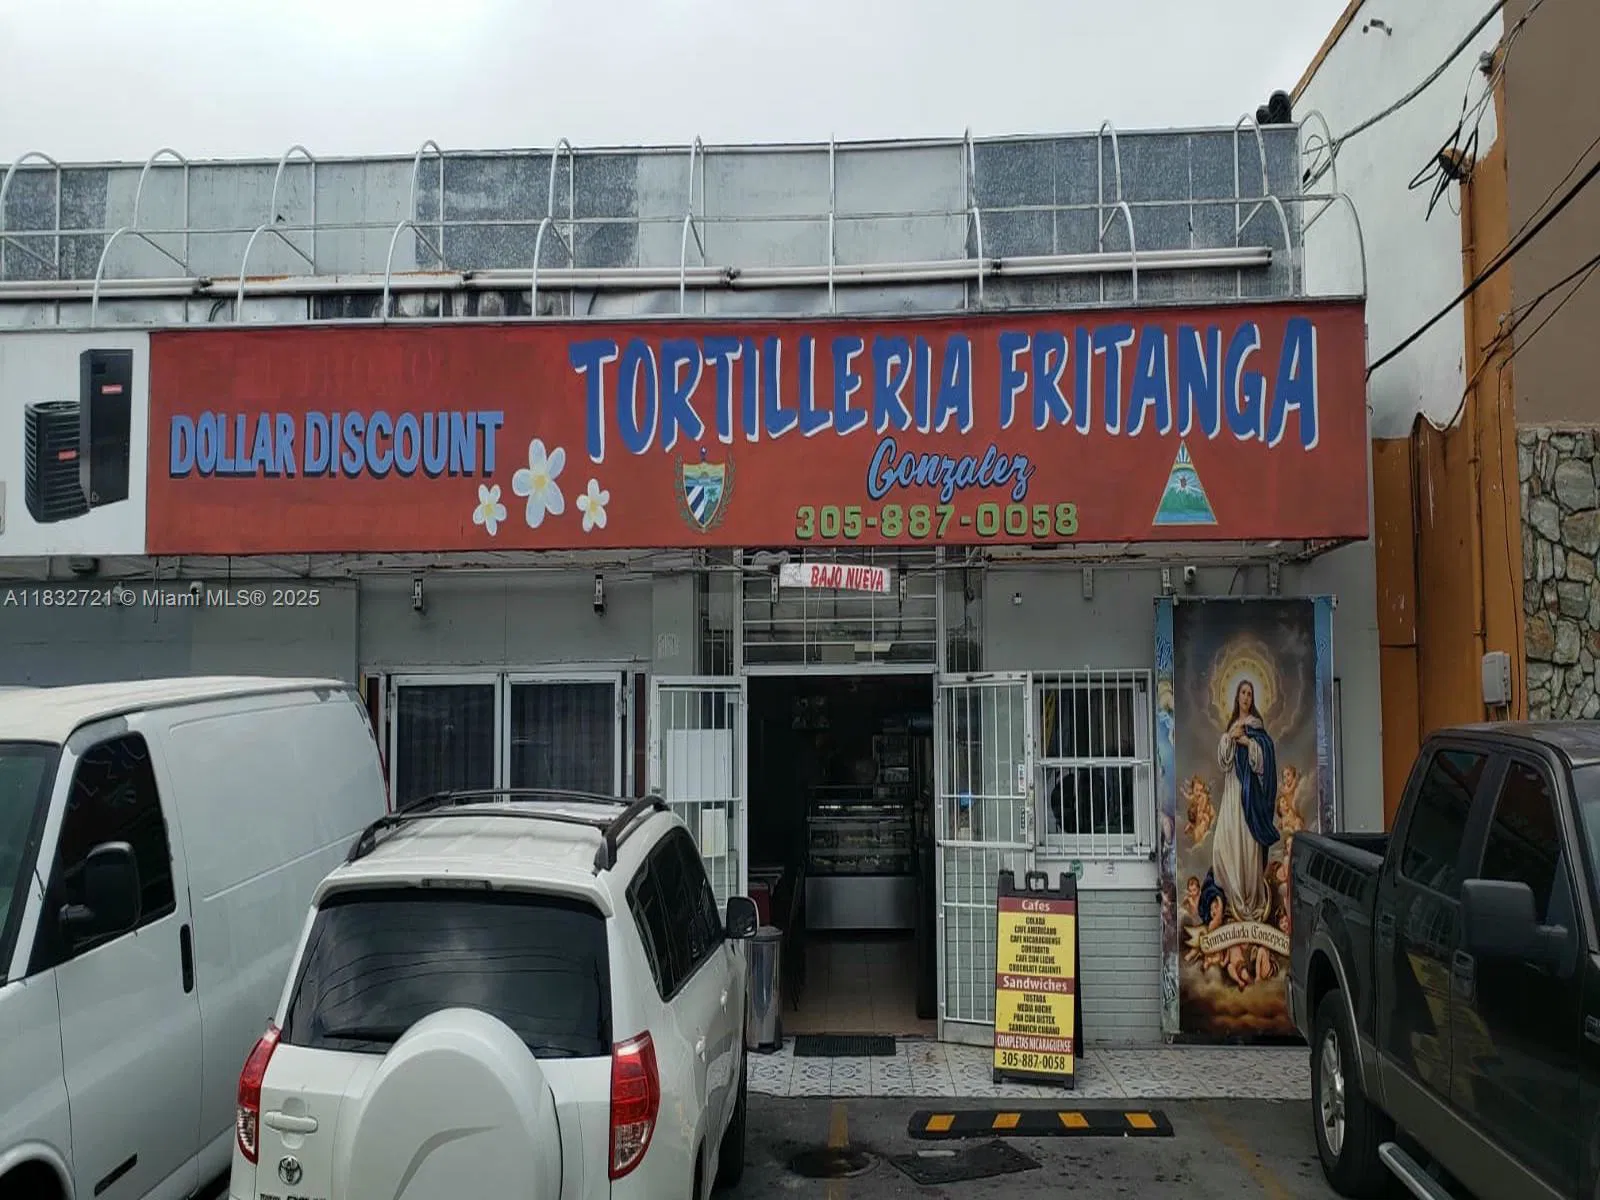 TORTILLERIA FRITANGA
DOLLAR DISCOUNT
Gonzalez
305-887-0058
BAJO NUEVA
A11832721 © Miami MLS® 2025
Cafes
COLADA
CAFE AMERICANO
CAFE NICARAGUENSE
CORTADITO
CAFE CON LECHE
CHOCOLATE CALIENTE
Sandwiches
TOSTADA
MEDIA NOCHE
PAN CON BISTEK
SANDWICH CUBANO
COMPLETAS NICARAGUENSE
305-887-0058
Inmaculada Concepcio